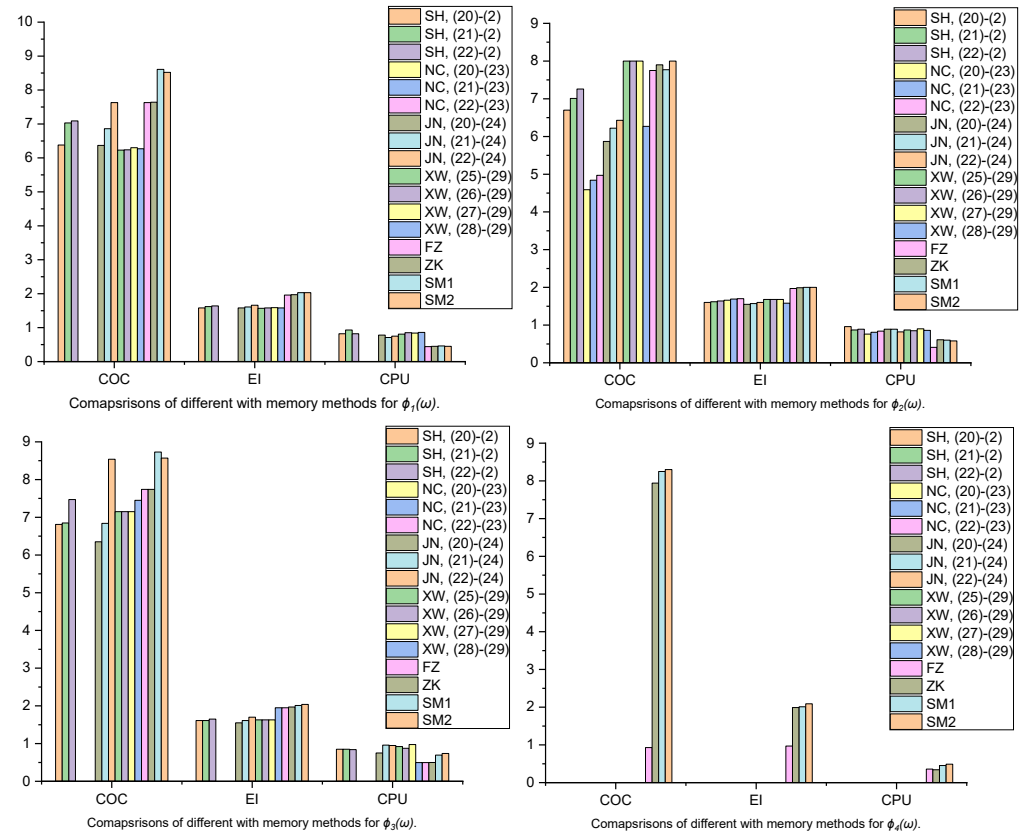 10
9
8
7
6
5
4
3
2
1
0
COC EI CPU
SH, (20)-(2)
SH, (21)-(2)
SH, (22)-(2)
NC, (20)-(23)
NC, (21)-(23)
NC, (22)-(23)
JN, (20)-(24)
JN, (21)-(24)
JN, (22)-(24)
XW, (25)-(29)
XW, (26)-(29)
XW, (27)-(29)
XW, (28)-(29)
FZ
ZK
SM1
SM2
Comapsrisons of different with memory methods for ϕ₁(ω).
9
8
7
6
5
4
3
2
1
0
COC EI CPU
SH, (20)-(2)
SH, (21)-(2)
SH, (22)-(2)
NC, (20)-(23)
NC, (21)-(23)
NC, (22)-(23)
JN, (20)-(24)
JN, (21)-(24)
JN, (22)-(24)
XW, (25)-(29)
XW, (26)-(29)
XW, (27)-(29)
XW, (28)-(29)
FZ
ZK
SM1
SM2
Comapsrisons of different with memory methods for ϕ₂(ω).
9
8
7
6
5
4
3
2
1
0
COC EI CPU
SH, (20)-(2)
SH, (21)-(2)
SH, (22)-(2)
NC, (20)-(23)
NC, (21)-(23)
NC, (22)-(23)
JN, (20)-(24)
JN, (21)-(24)
JN, (22)-(24)
XW, (25)-(29)
XW, (26)-(29)
XW, (27)-(29)
XW, (28)-(29)
FZ
ZK
SM1
SM2
Comapsrisons of different with memory methods for ϕ₃(ω).
9
8
7
6
5
4
3
2
1
0
COC EI CPU
SH, (20)-(2)
SH, (21)-(2)
SH, (22)-(2)
NC, (20)-(23)
NC, (21)-(23)
NC, (22)-(23)
JN, (20)-(24)
JN, (21)-(24)
JN, (22)-(24)
XW, (25)-(29)
XW, (26)-(29)
XW, (27)-(29)
XW, (28)-(29)
FZ
ZK
SM1
SM2
Comapsrisons of different with memory methods for ϕ₄(ω).